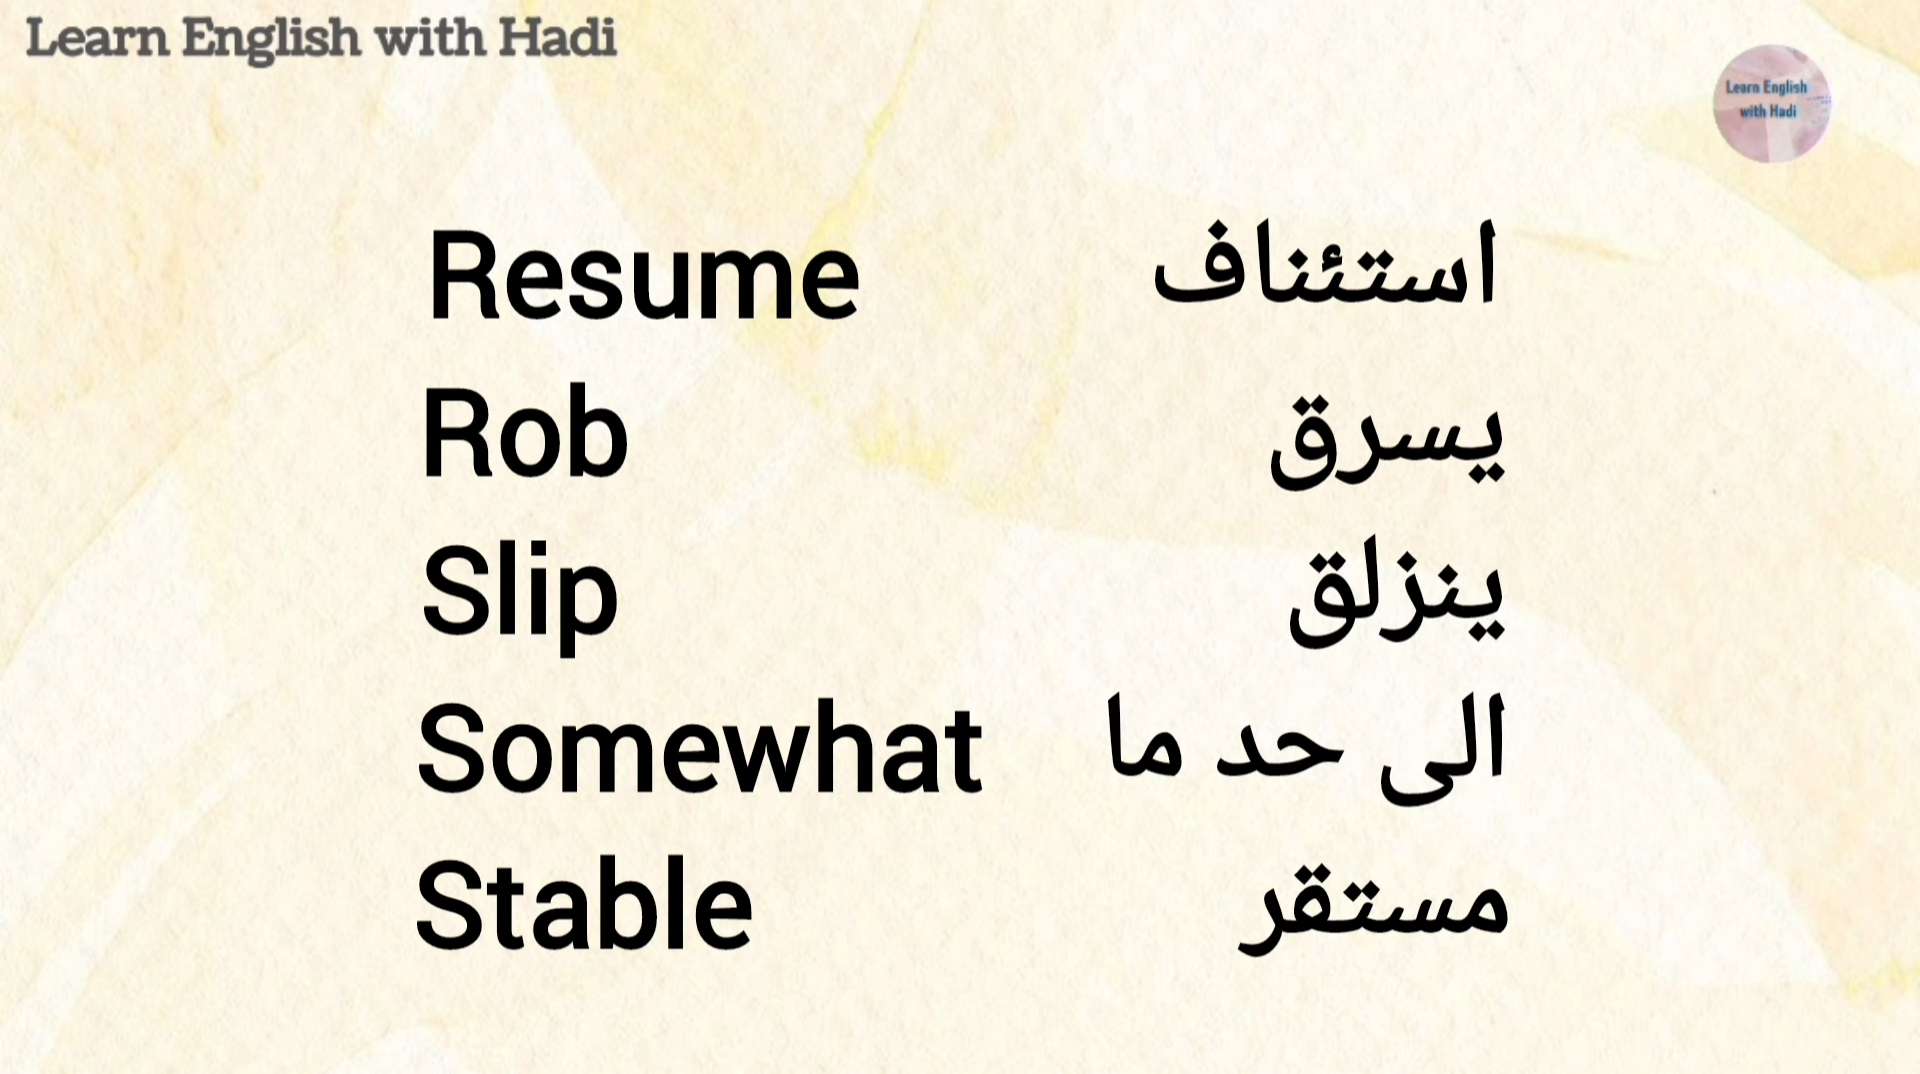 Learn English with Hadi
Learn English
with Hadi
Resume استئناف
Rob يسرق
Slip ينزلق
Somewhat الى حد ما
Stable مستقر